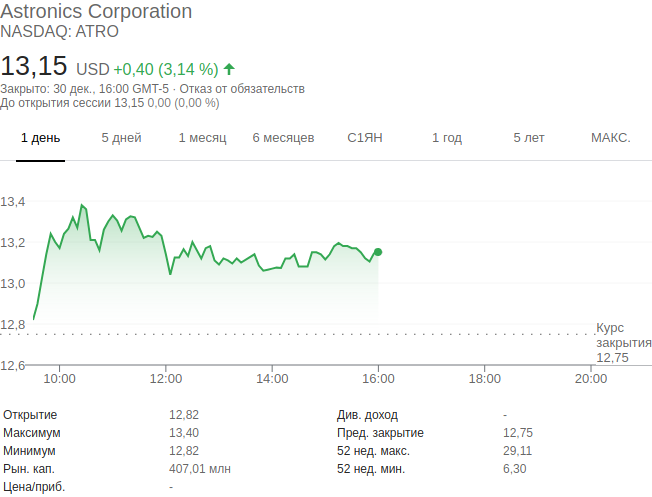 Astronics Corporation
NASDAQ: ATRO
13,15 USD +0,40 (3,14 %)
Закрыто: 30 дек., 16:00 GMT-5 · Отказ от обязательств
До открытия сессии 13,15 0,00 (0,00 %)
1 день 5 дней 1 месяц 6 месяцев С1ЯН 1 год 5 лет МАКС.
13,4
13,2
13,0
12,8
Курс
закрытия
12,75
12,6
10:00 12:00 14:00 16:00 18:00 20:00
Открытие 12,82 Див. доход -
Максимум 13,40 Пред. закрытие 12,75
Минимум 12,82 52 нед. макс. 29,11
Рын. кап. 407,01 млн 52 нед. мин. 6,30
Цена/приб. -